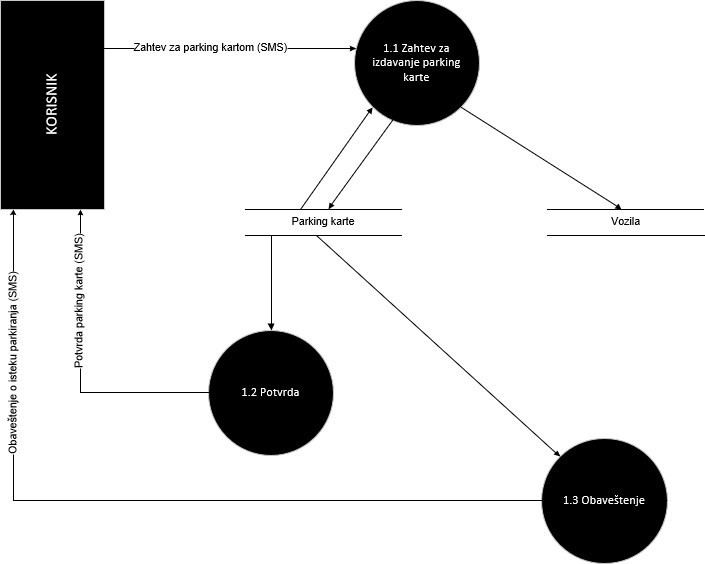 KORISNIK
Zahtev za parking kartom (SMS)
1.1 Zahtev za
izdavanje parking
karte
Parking karte
Vozila
Obaveštenje o isteku parkiranja (SMS)
Potvrda parking karte (SMS)
1.2 Potvrda
1.3 Obaveštenje